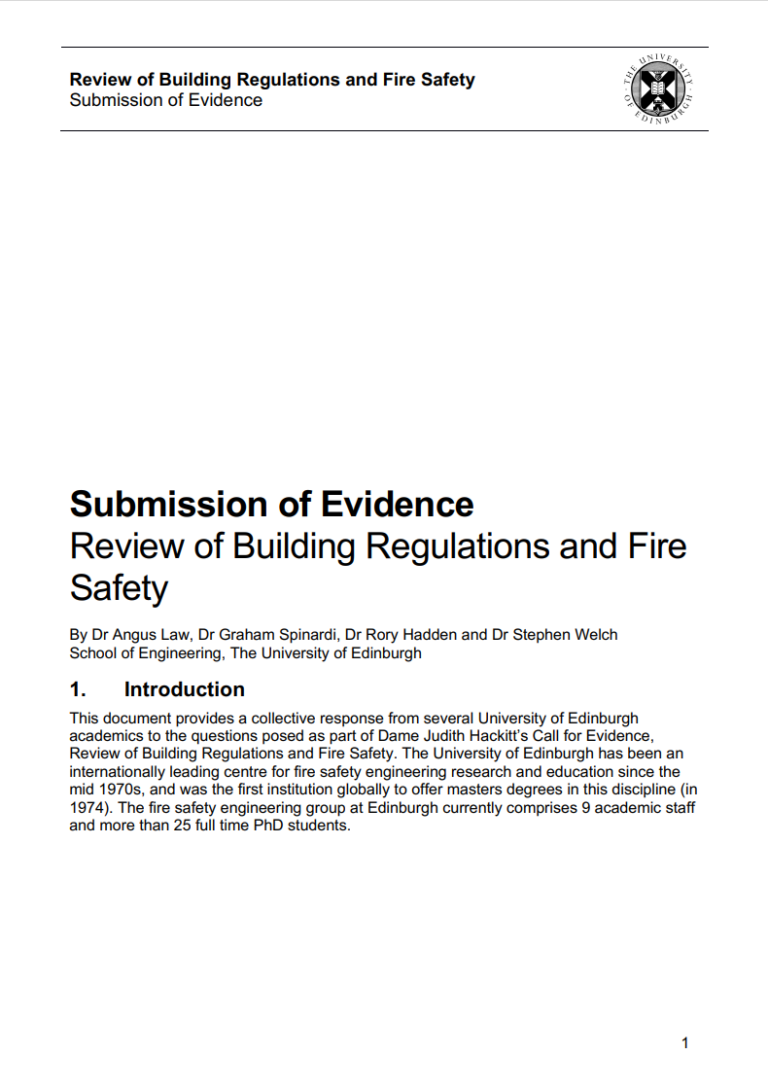 Review of Building Regulations and Fire Safety
Submission of Evidence
THE UNIVERSITY OF EDINBURGH
Submission of Evidence
Review of Building Regulations and Fire
Safety
By Dr Angus Law, Dr Graham Spinardi, Dr Rory Hadden and Dr Stephen Welch
School of Engineering, The University of Edinburgh
1. Introduction
This document provides a collective response from several University of Edinburgh
academics to the questions posed as part of Dame Judith Hackitt’s Call for Evidence,
Review of Building Regulations and Fire Safety. The University of Edinburgh has been an
internationally leading centre for fire safety engineering research and education since the
mid 1970s, and was the first institution globally to offer masters degrees in this discipline (in
1974). The fire safety engineering group at Edinburgh currently comprises 9 academic staff
and more than 25 full time PhD students.
1